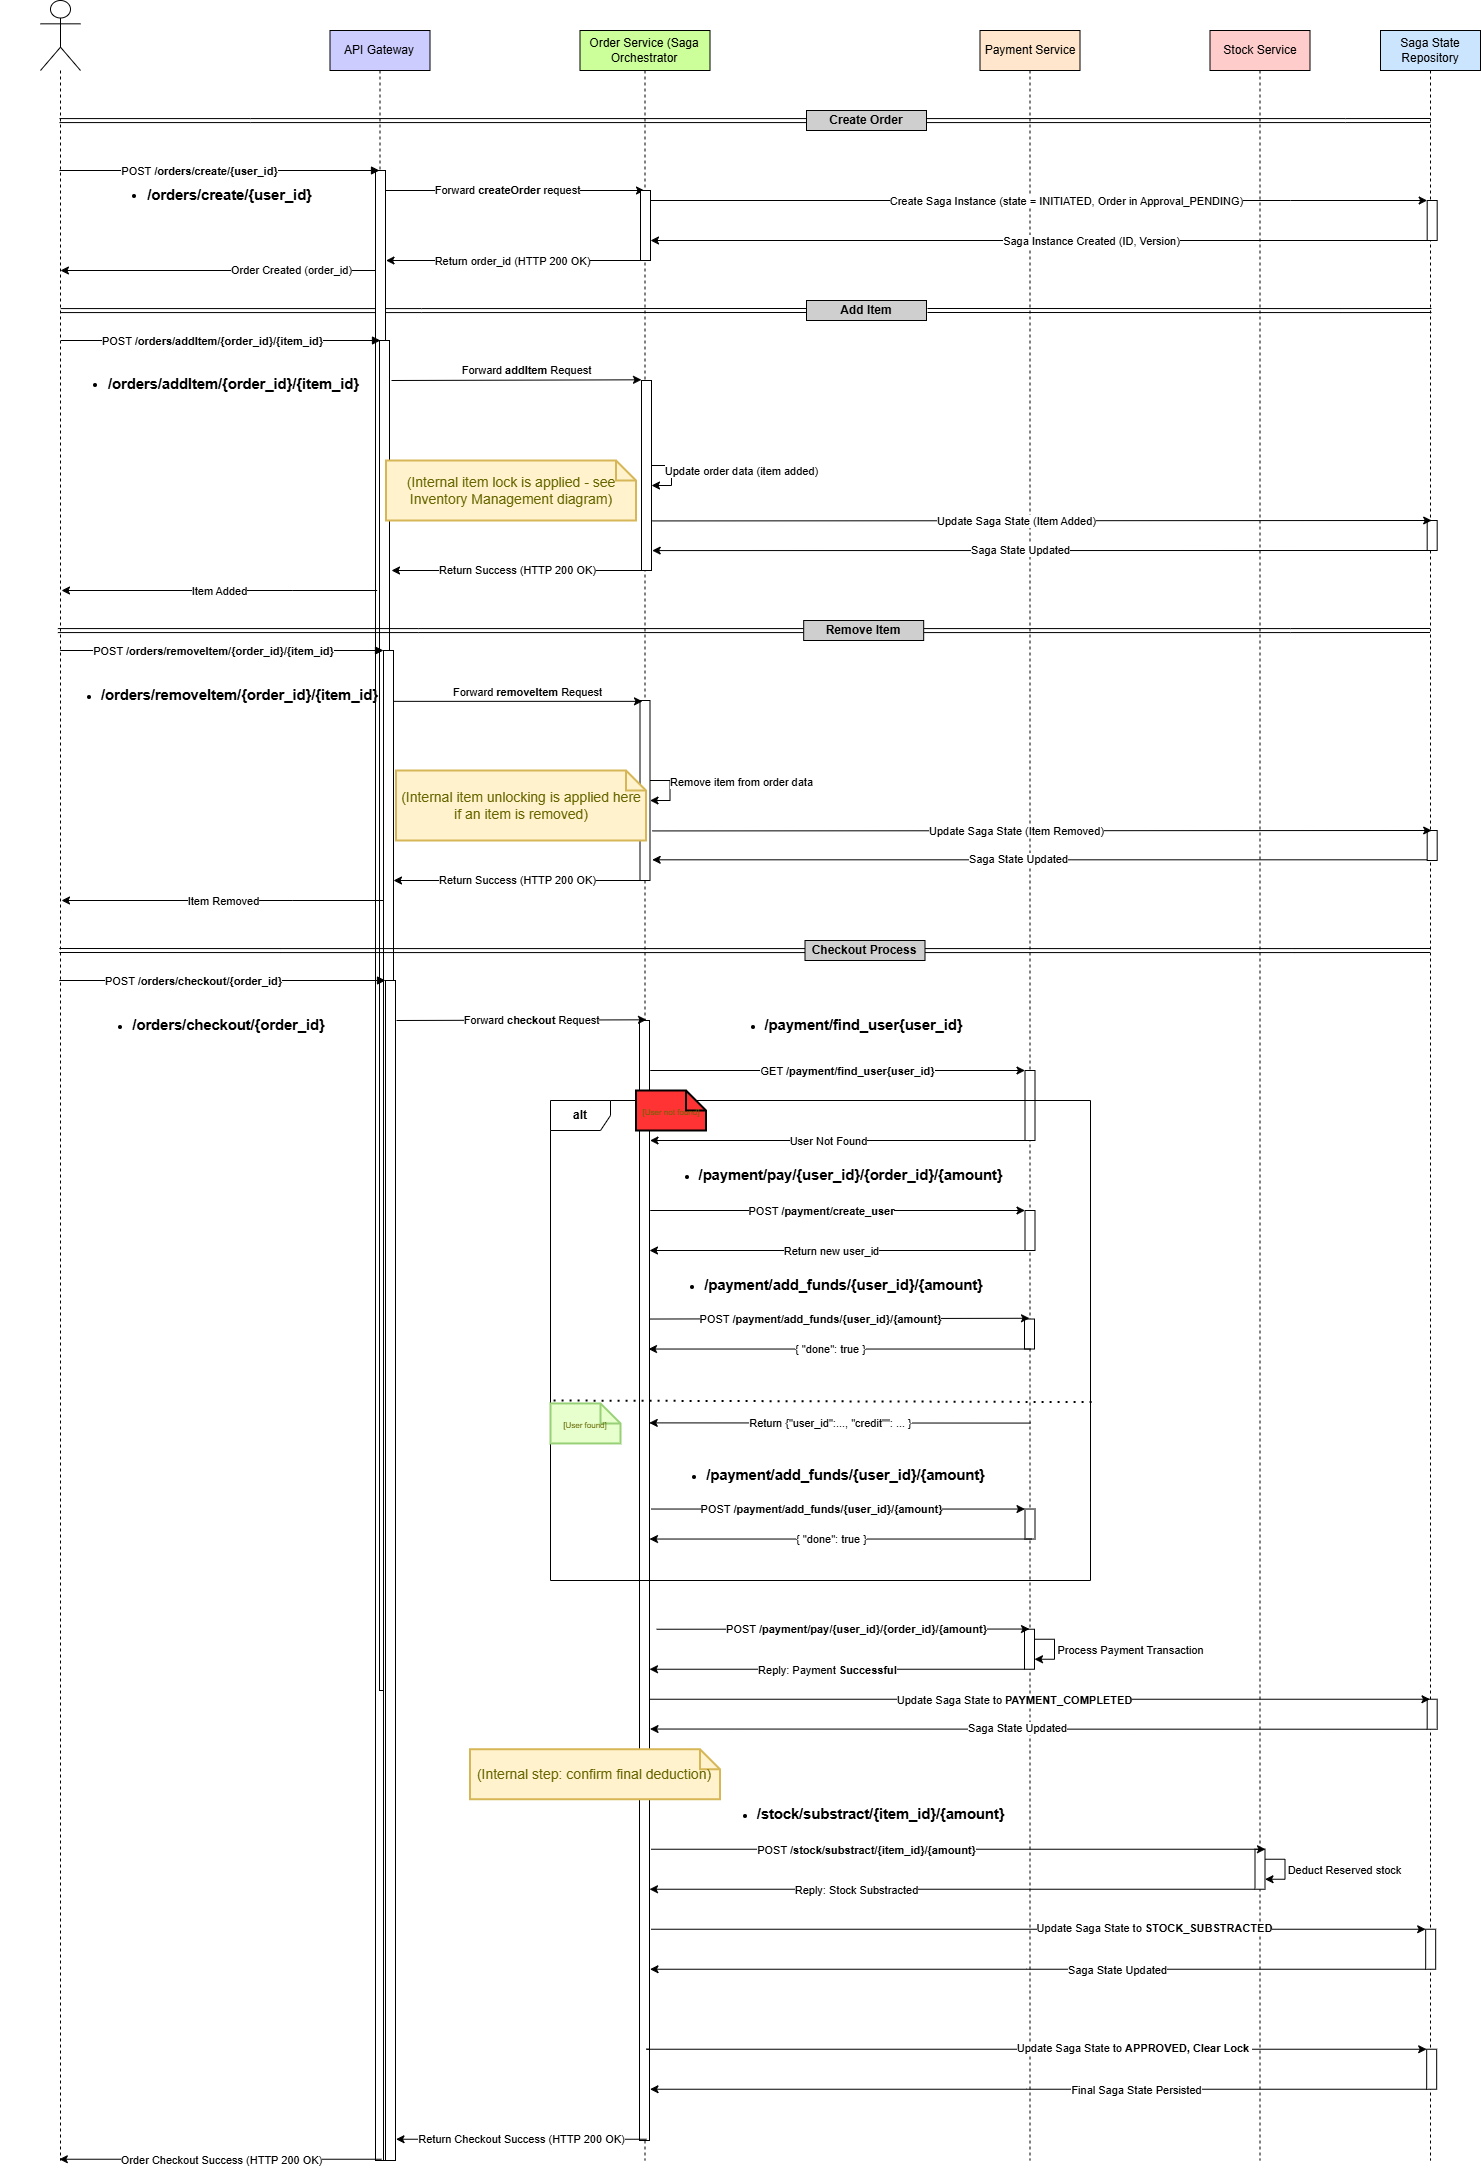 API Gateway
Order Service (Saga
Orchestrator
Payment Service
Stock Service
Saga State
Repository
Create Order
POST /orders/create/{user_id}
• /orders/create/{user_id}
Forward createOrder request
Create Saga Instance (state = INITIATED, Order in Approval_PENDING)
Saga Instance Created (ID, Version)
Return order_id (HTTP 200 OK)
Order Created (order_id)
Add Item
POST /orders/addItem/{order_id}/{item_id}
Forward addItem Request
• /orders/addItem/{order_id}/{item_id}
Update order data (item added)
(Internal item lock is applied - see
Inventory Management diagram)
Update Saga State (Item Added)
Saga State Updated
Return Success (HTTP 200 OK)
Item Added
Remove Item
POST /orders/removeItem/{order_id}/{item_id}
Forward removeItem Request
• /orders/removeItem/{order_id}/{item_id}
Remove item from order data
(Internal item unlocking is applied here
if an item is removed)
Update Saga State (Item Removed)
Saga State Updated
Return Success (HTTP 200 OK)
Item Removed
Checkout Process
POST /orders/checkout/{order_id}
Forward checkout Request
• /orders/checkout/{order_id}
• /payment/find_user{user_id}
GET /payment/find_user{user_id}
alt
User Not Found
• /payment/pay/{user_id}/{order_id}/{amount}
POST /payment/create_user
Return new user_id
• /payment/add_funds/{user_id}/{amount}
POST /payment/add_funds/{user_id}/{amount}
{ "done": true }
[User found]
Return {"user_id":..., "credit"": ... }
• /payment/add_funds/{user_id}/{amount}
POST /payment/add_funds/{user_id}/{amount}
{ "done": true }
POST /payment/pay/{user_id}/{order_id}/{amount}
Process Payment Transaction
Reply: Payment Successful
Update Saga State to PAYMENT_COMPLETED
Saga State Updated
(Internal step: confirm final deduction)
• /stock/substract/{item_id}/{amount}
POST /stock/substract/{item_id}/{amount}
Deduct Reserved stock
Reply: Stock Substracted
Update Saga State to STOCK_SUBSTRACTED
Saga State Updated
Update Saga State to APPROVED, Clear Lock
Final Saga State Persisted
Return Checkout Success (HTTP 200 OK)
Order Checkout Success (HTTP 200 OK)